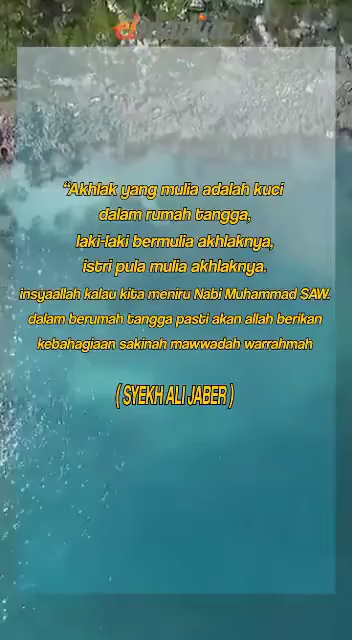 “Akhlak yang mulia adalah kuci
dalam rumah tangga,
laki-laki bermulia akhlaknya,
istri pula mulia akhlaknya.
insyaallah kalau kita meniru Nabi Muhammad SAW.
dalam berumah tangga pasti akan allah berikan
kebahagiaan sakinah mawwadah warrahmah
( SYEKH ALI JABER )